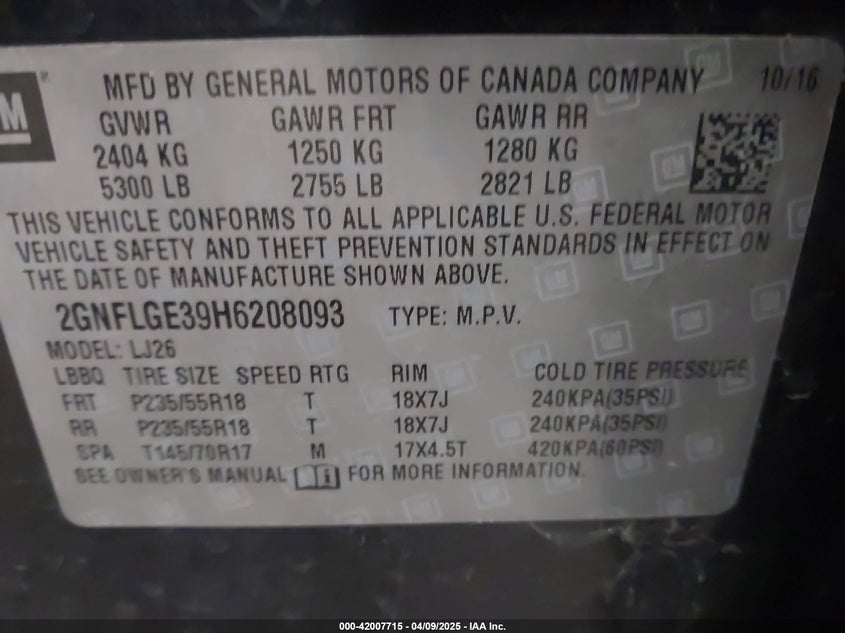 GM®
MFD BY GENERAL MOTORS OF CANADA COMPANY 10/16
GVWR GAWR FRT GAWR RR
2404 KG 1250 KG 1280 KG
5300 LB 2755 LB 2821 LB
THIS VEHICLE CONFORMS TO ALL APPLICABLE U.S. FEDERAL MOTOR
VEHICLE SAFETY AND THEFT PREVENTION STANDARDS IN EFFECT ON
THE DATE OF MANUFACTURE SHOWN ABOVE.
2GNFLGE39H6208093 TYPE: M.P.V.
MODEL: LJ26
LBBQ TIRE SIZE SPEED RTG RIM COLD TIRE PRESSURE
FRT P235/55R18 T 18X7J 240KPA(35PSI)
RR P235/55R18 T 18X7J 240KPA(35PSI)
SPA T145/70R17 M 17X4.5T 420KPA(60PSI)
SEE OWNER'S MANUAL i FOR MORE INFORMATION.
000-42007715 - 04/09/2025 - IAA Inc.